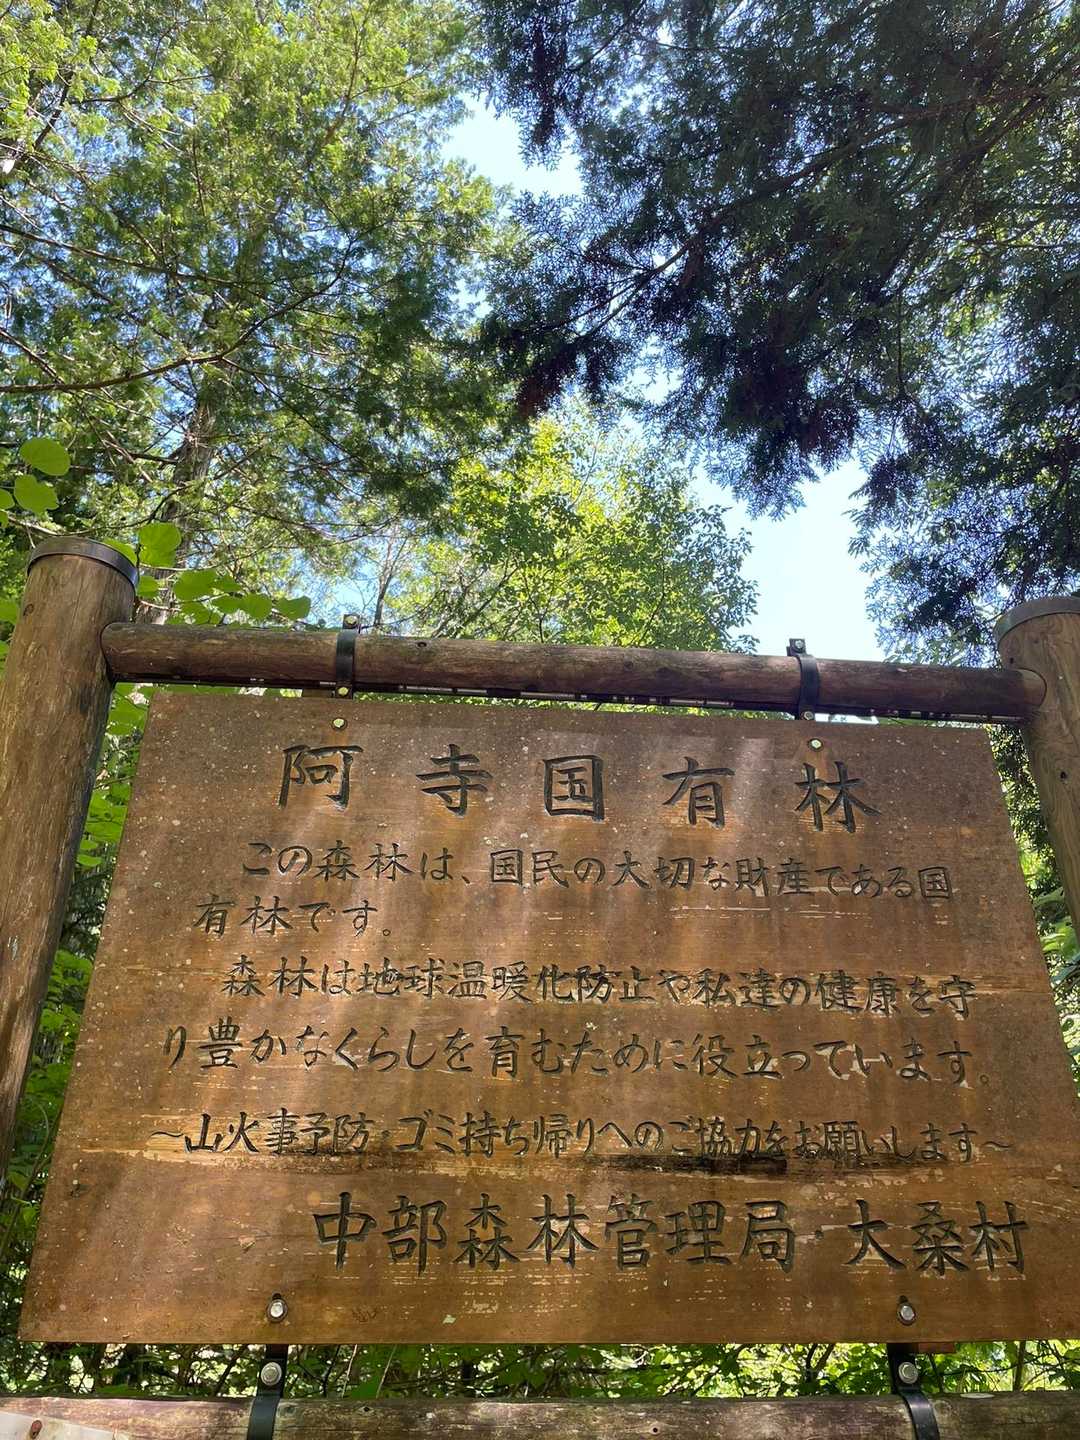 阿寺国有林
この森林は、国民の大切な財産である国
有林です。
森林は地球温暖化防止や私達の健康を守
り豊かなくらしを育むために役立っています。
～山火事予防・ゴミ持ち帰りへのご協力をお願いします～
中部森林管理局・大桑村